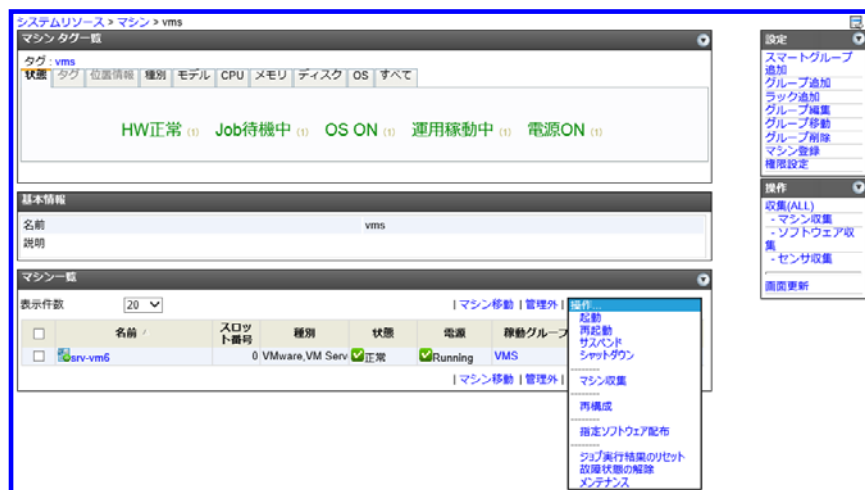 システムリソース > マシン > vms
マシン タグ一覧
タグ : vms
状態 タグ 位置情報 種別 モデル CPU メモリ ディスク OS すべて
HW正常 (1) Job待機中 (1) OS ON (1) 運用稼動中 (1) 電源ON (1)
基本情報
名前 vms
説明
マシン一覧
表示件数 20 | マシン移動 | 管理外 | 操作...
名前 スロット番号 種別 状態 電源 稼動グループ
srv-vm6 0 VMware,VM Serv 正常 Running VMS
| マシン移動 | 管理外 |
起動
再起動
サスペンド
シャットダウン
----------
マシン収集
----------
再構成
----------
指定ソフトウェア配布
----------
ジョブ実行結果のリセット
故障状態の解除
メンテナンス
設定
スマートグループ
追加
グループ追加
ラック追加
グループ編集
グループ移動
グループ削除
マシン登録
権限設定
操作
収集(ALL)
- マシン収集
- ソフトウェア収
集
- センサ収集
画面更新